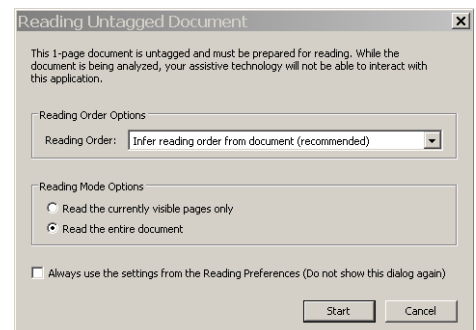 Reading Untagged Document
This 1-page document is untagged and must be prepared for reading. While the
document is being analyzed, your assistive technology will not be able to interact with
this application.
Reading Order Options
Reading Order: Infer reading order from document (recommended)
Reading Mode Options
Read the currently visible pages only
Read the entire document
Always use the settings from the Reading Preferences (Do not show this dialog again)
Start Cancel